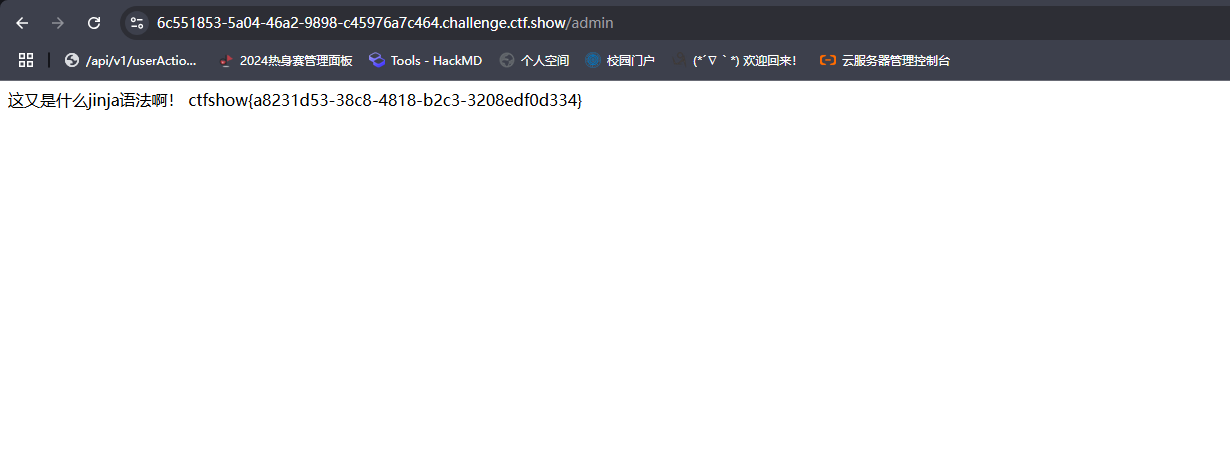 6c551853-5a04-46a2-9898-c45976a7c464.challenge.ctf.show/admin
/api/v1/userActio... 2024热身赛管理面板 Tools - HackMD 个人空间 校园门户 (*´∇｀*) 欢迎回来！ 云服务器管理控制台
这又是什么jinja语法啊！ ctfshow{a8231d53-38c8-4818-b2c3-3208edf0d334}